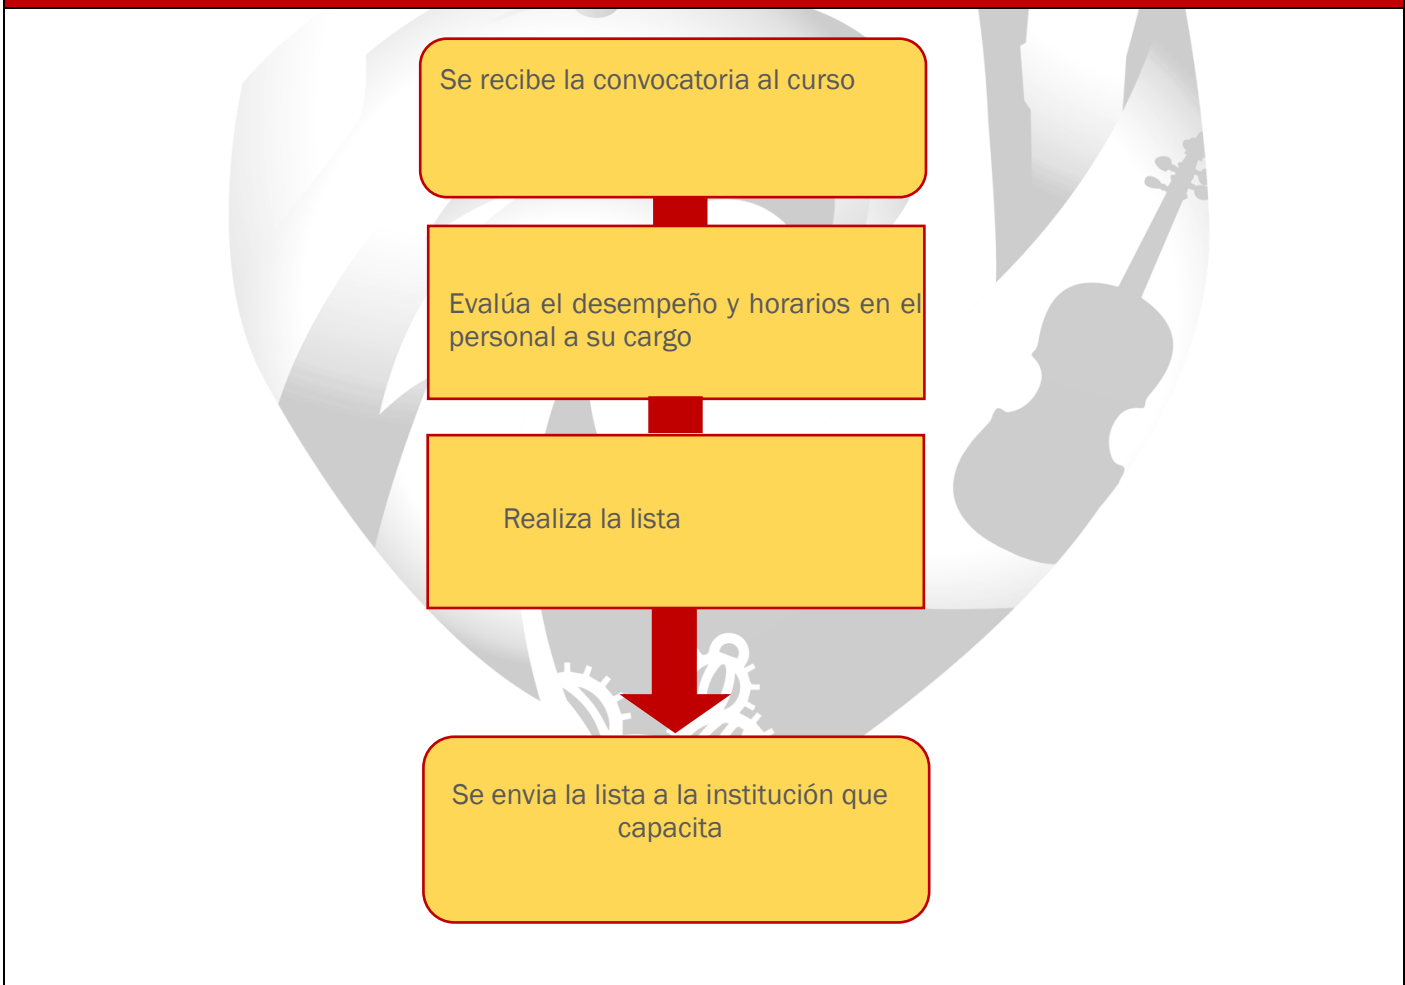 Se recibe la convocatoria al curso
Evalúa el desempeño y horarios en el
personal a su cargo
Realiza la lista
Se envia la lista a la institución que
capacita